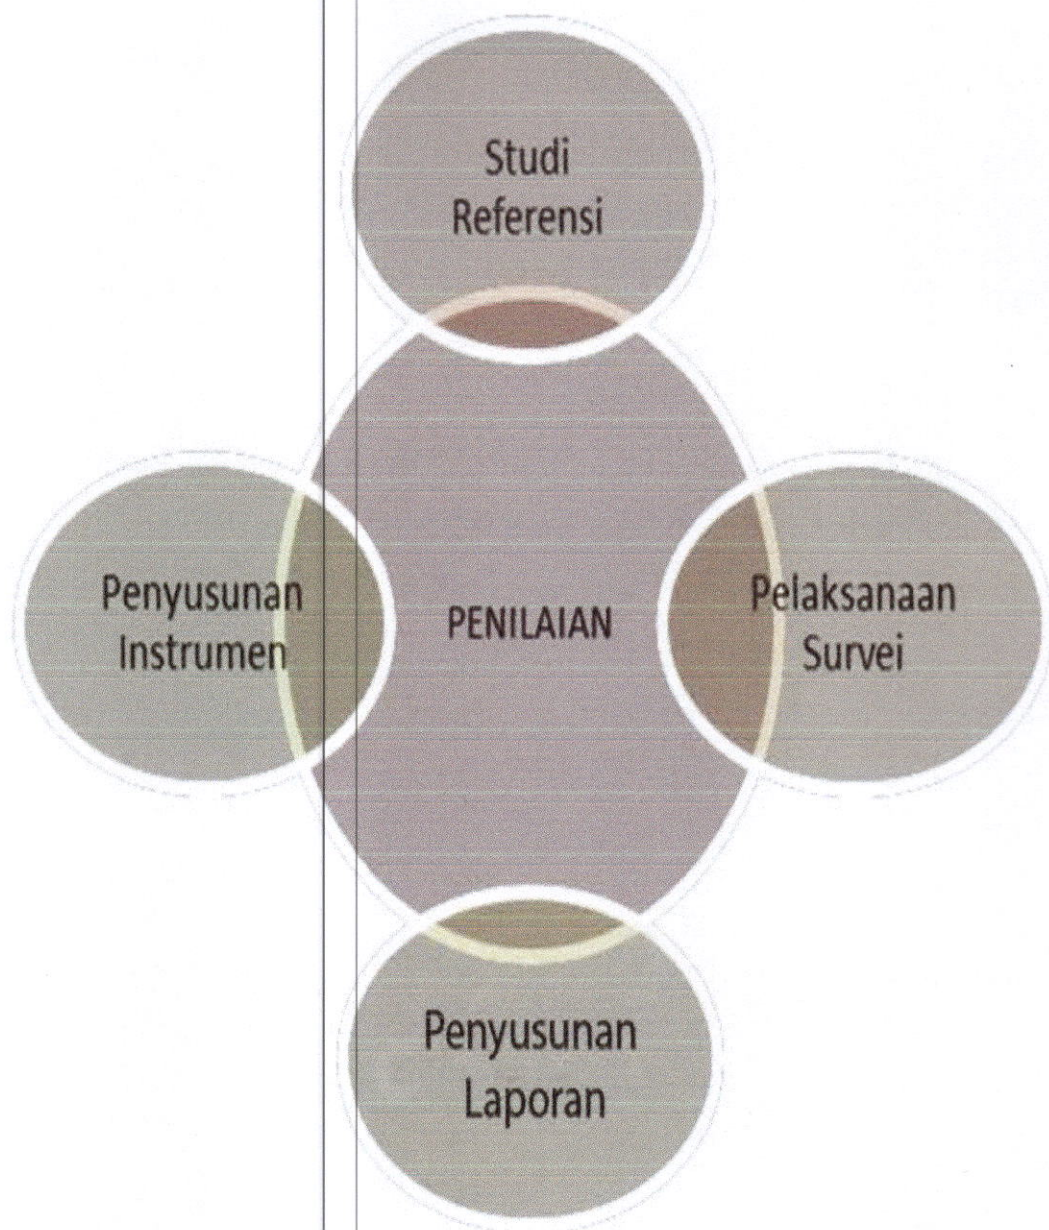 Studi
Referensi
Penyusunan
Instrumen
PENILAIAN
Pelaksanaan
Survei
Penyusunan
Laporan